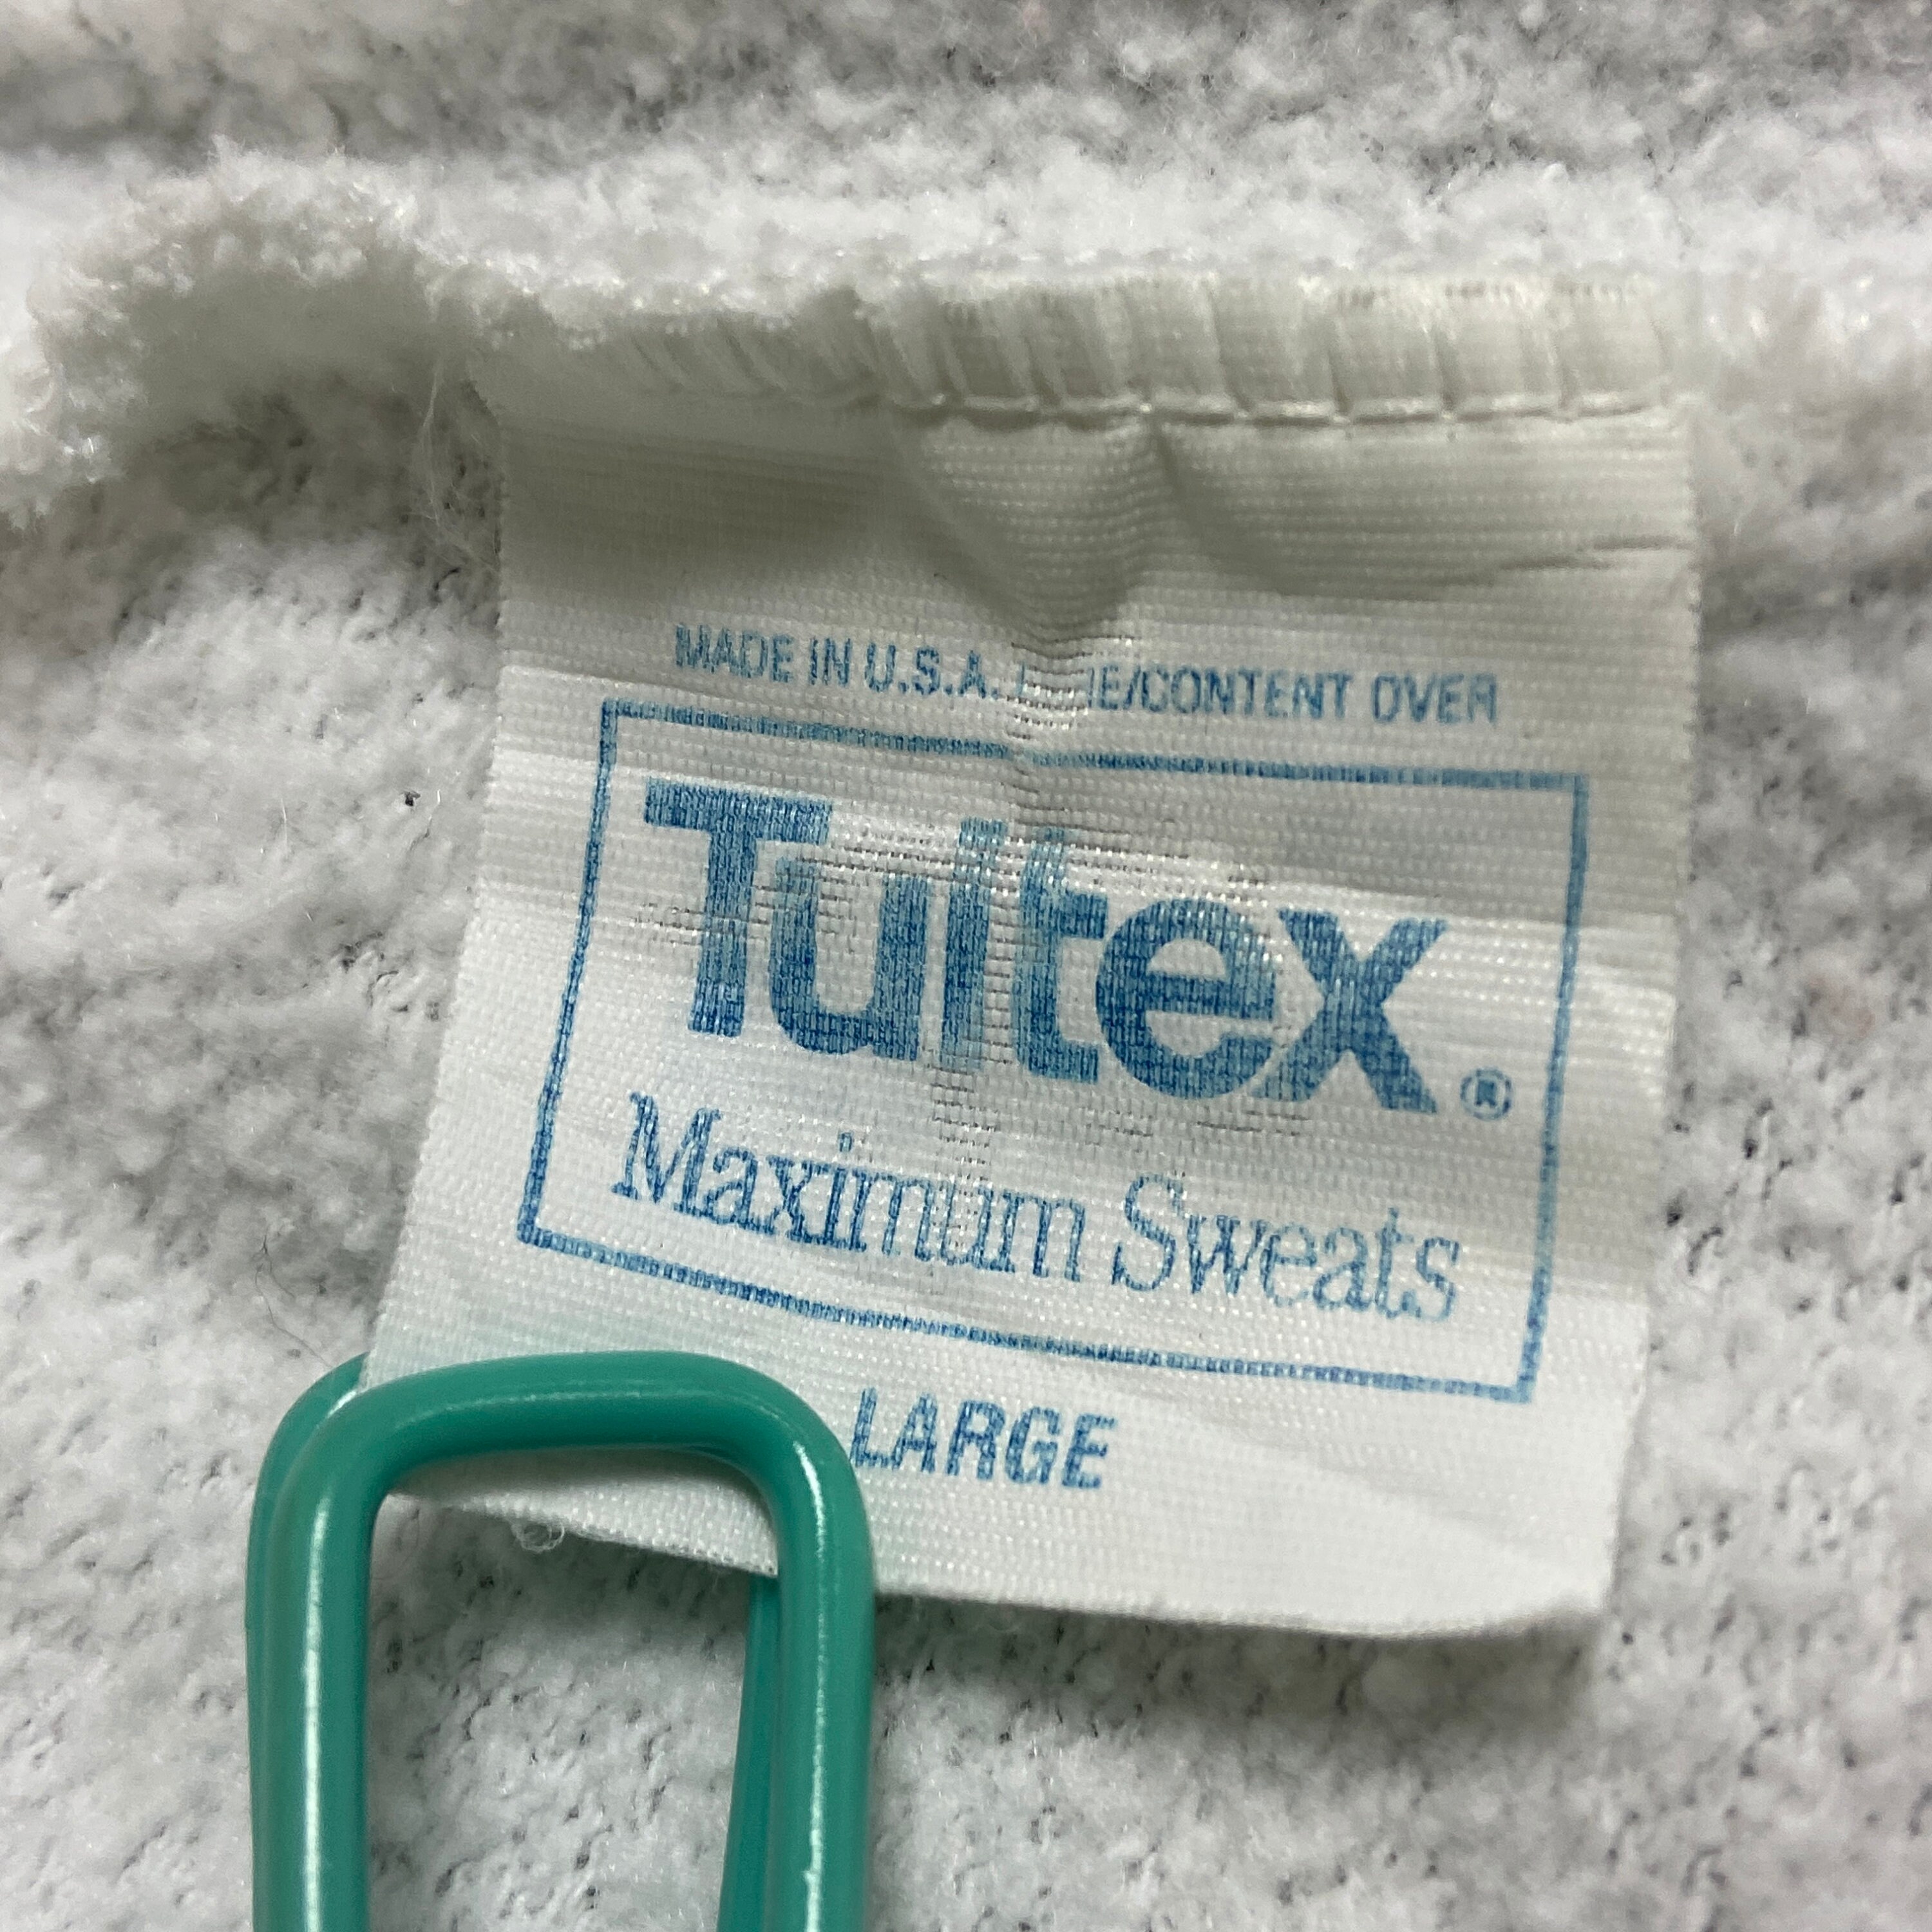 MADE IN U.S.A. /CONTENT OVER
Tultex®
Maximum Sweats
LARGE